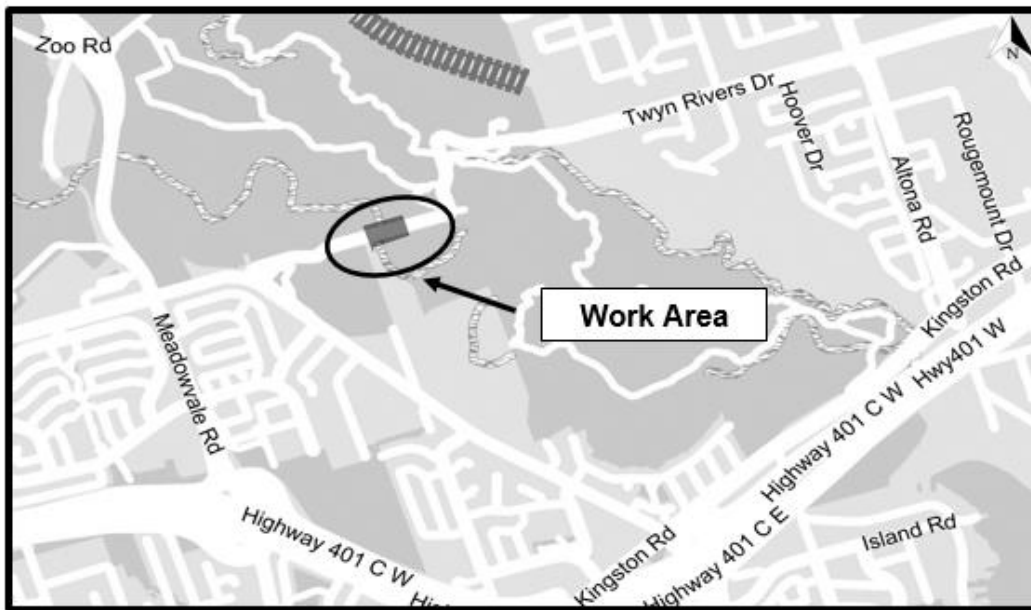 Zoo Rd
N
Twyn Rivers Dr
Hoover Dr
Altona Rd
Rougemount Dr
Work Area
Kingston Rd
Hwy401 W
Meadowvale Rd
Highway 401 C W
Highway 401 C W
Kingston Rd
Highway 401 C E
Island Rd